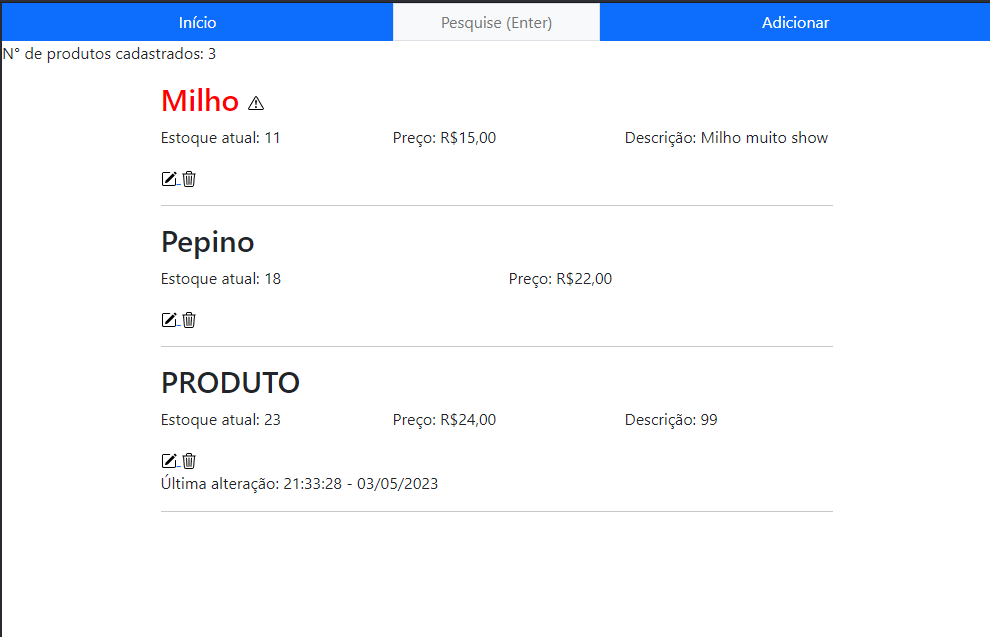 Início Pesquise (Enter) Adicionar
N° de produtos cadastrados: 3
Milho
Estoque atual: 11 Preço: R$15,00 Descrição: Milho muito show
Pepino
Estoque atual: 18 Preço: R$22,00
PRODUTO
Estoque atual: 23 Preço: R$24,00 Descrição: 99
Última alteração: 21:33:28 - 03/05/2023